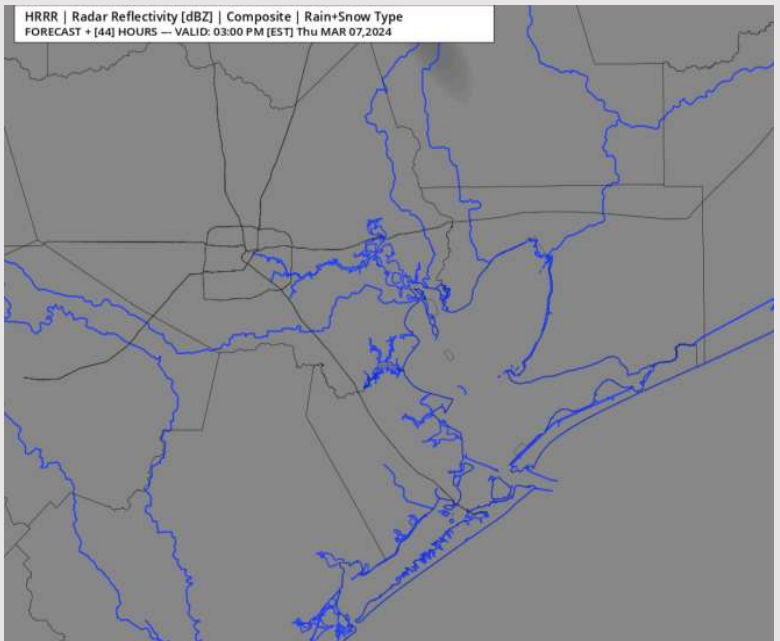 HRRR | Radar Reflectivity [dBZ] | Composite | Rain+Snow Type
FORECAST + [44] HOURS --- VALID: 03:00 PM [EST] Thu MAR 07,2024